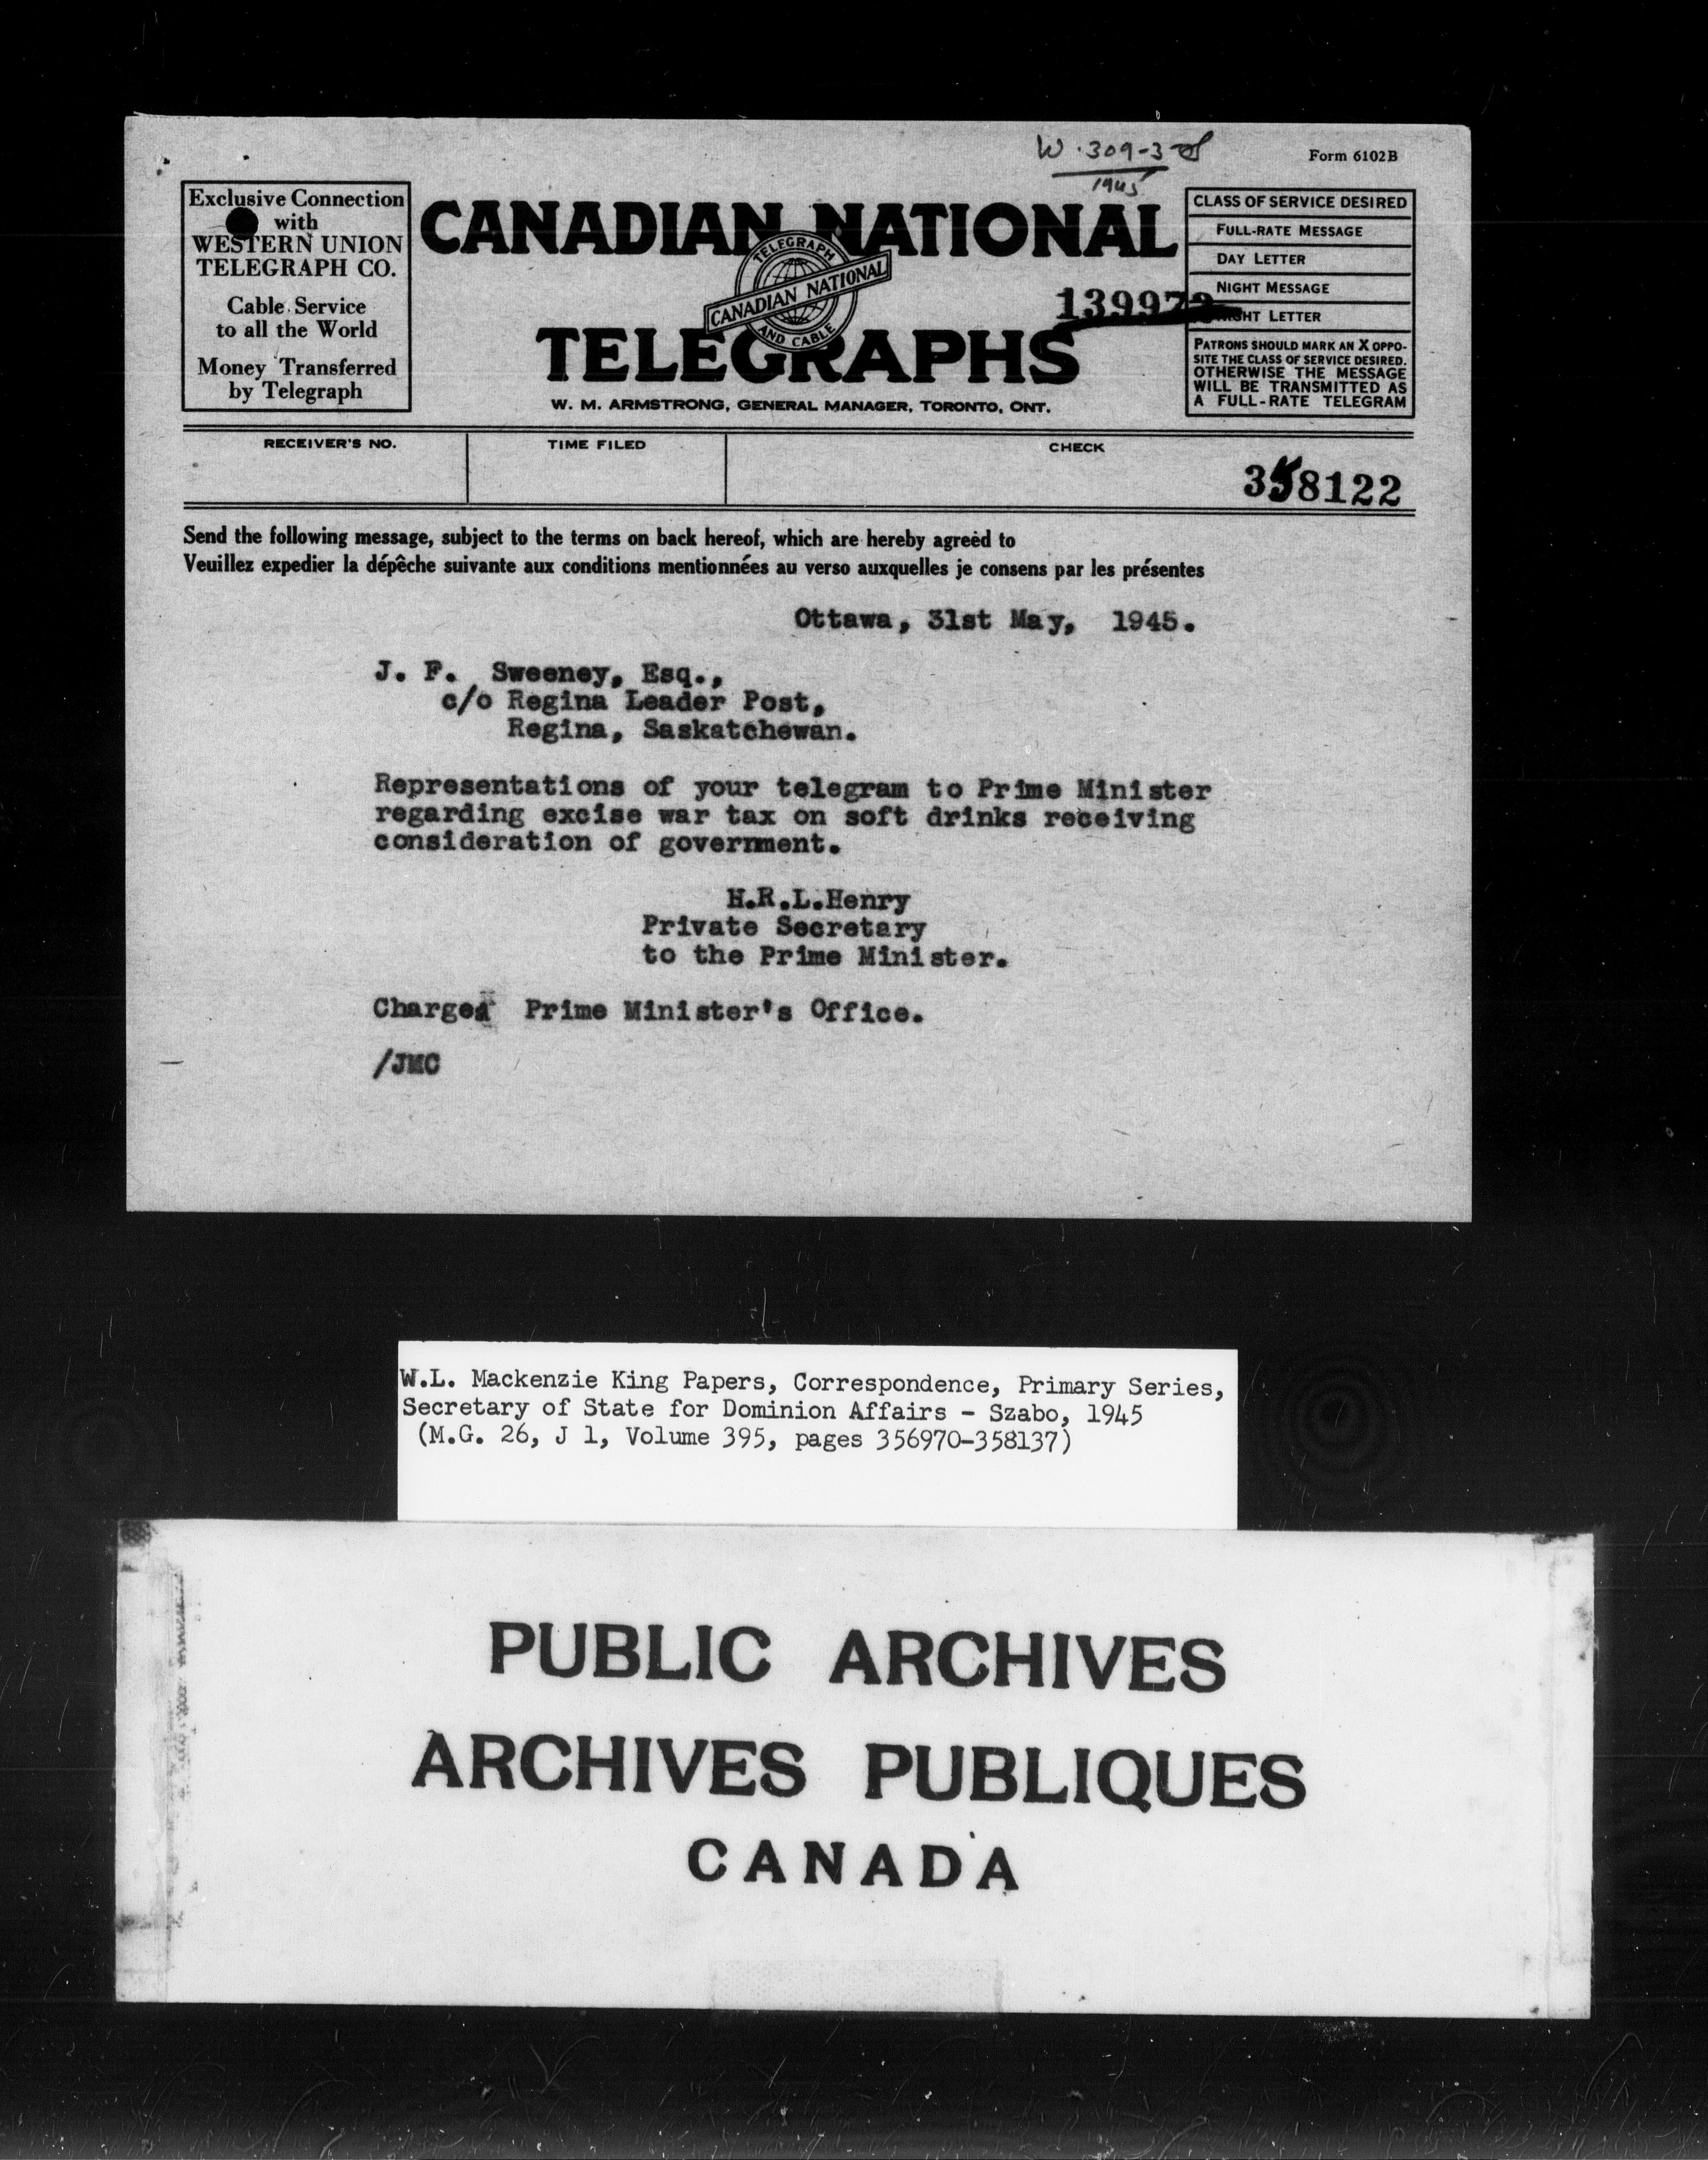 W.309-3
1945
Form 6102B
Exclusive Connection
with
WESTERN UNION
TELEGRAPH CO.
Cable Service
to all the World
Money Transferred
by Telegraph
CANADIAN NATIONAL
TELEGRAPH
CANADIAN NATIONAL
AND CABLE
TELEGRAPHS
W. M. ARMSTRONG, GENERAL MANAGER, TORONTO, ONT.
CLASS OF SERVICE DESIRED
FULL-RATE MESSAGE
DAY LETTER
NIGHT MESSAGE
NIGHT LETTER
PATRONS SHOULD MARK AN X OPPO-
SITE THE CLASS OF SERVICE DESIRED.
OTHERWISE THE MESSAGE
WILL BE TRANSMITTED AS
A FULL-RATE TELEGRAM
RECEIVER'S NO.
TIME FILED
CHECK
358122
Send the following message, subject to the terms on back hereof, which are hereby agreed to
Veuillez expedier la dépêche suivante aux conditions mentionnées au verso auxquelles je consens par les présentes
Ottawa, 31st May, 1945.
J. F. Sweeney, Esq.,
c/o Regina Leader Post,
Regina, Saskatchewan.
Representations of your telegram to Prime Minister
regarding excise war tax on soft drinks receiving
consideration of government.
H.R.L.Henry
Private Secretary
to the Prime Minister.
Charged Prime Minister's Office.
/JMC
W.L. Mackenzie King Papers, Correspondence, Primary Series,
Secretary of State for Dominion Affairs - Szabo, 1945
(M.G. 26, J 1, Volume 395, pages 356970-358137)
PUBLIC ARCHIVES
ARCHIVES PUBLIQUES
CANADA